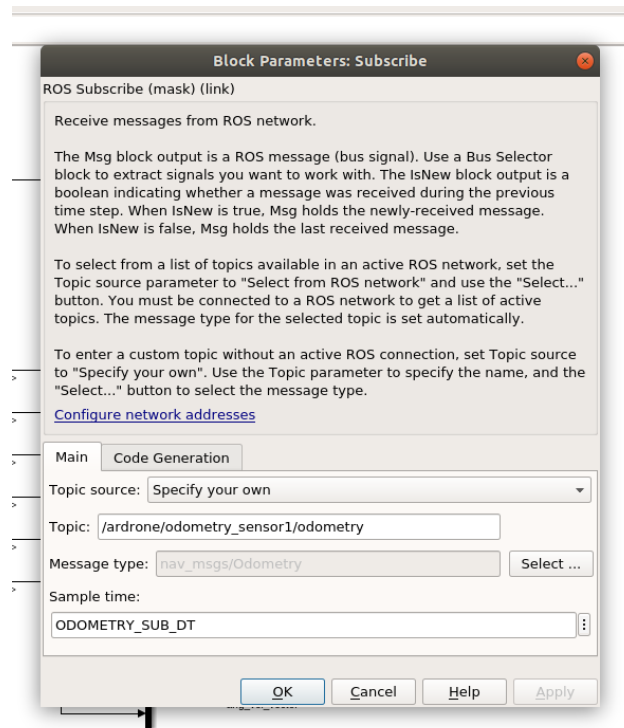 Block Parameters: Subscribe
ROS Subscribe (mask) (link)
Receive messages from ROS network.
The Msg block output is a ROS message (bus signal). Use a Bus Selector
block to extract signals you want to work with. The IsNew block output is a
boolean indicating whether a message was received during the previous
time step. When IsNew is true, Msg holds the newly-received message.
When IsNew is false, Msg holds the last received message.
To select from a list of topics available in an active ROS network, set the
Topic source parameter to "Select from ROS network" and use the "Select..."
button. You must be connected to a ROS network to get a list of active
topics. The message type for the selected topic is set automatically.
To enter a custom topic without an active ROS connection, set Topic source
to "Specify your own". Use the Topic parameter to specify the name, and the
"Select..." button to select the message type.
Configure network addresses
Main Code Generation
Topic source: Specify your own
Topic: /ardrone/odometry_sensor1/odometry
Message type: nav_msgs/Odometry Select ...
Sample time:
ODOMETRY_SUB_DT
OK Cancel Help Apply